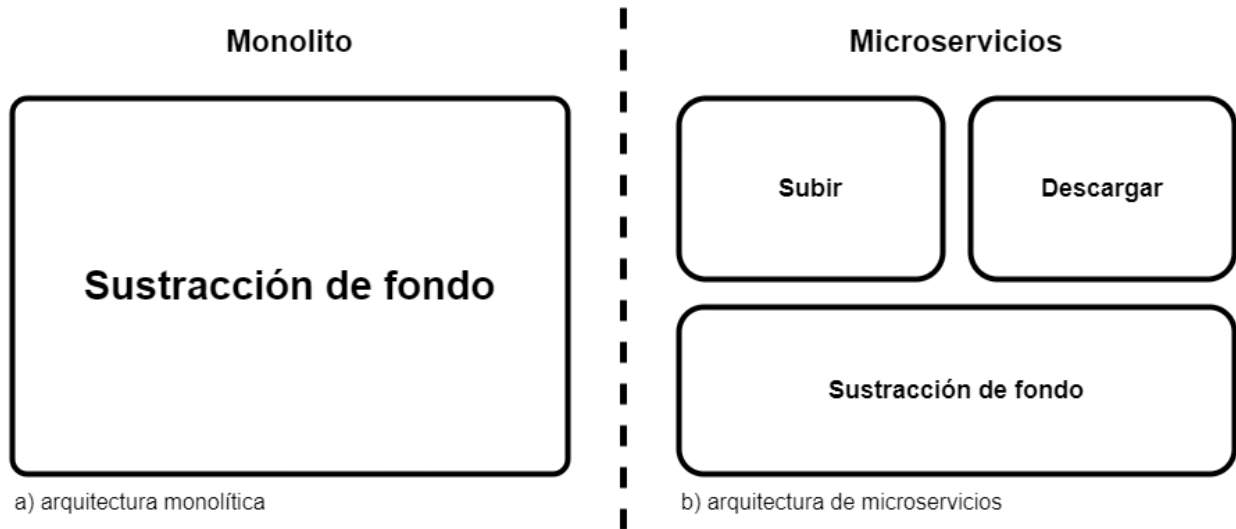 Monolito
Sustracción de fondo
a) arquitectura monolítica
Microservicios
Subir
Descargar
Sustracción de fondo
b) arquitectura de microservicios